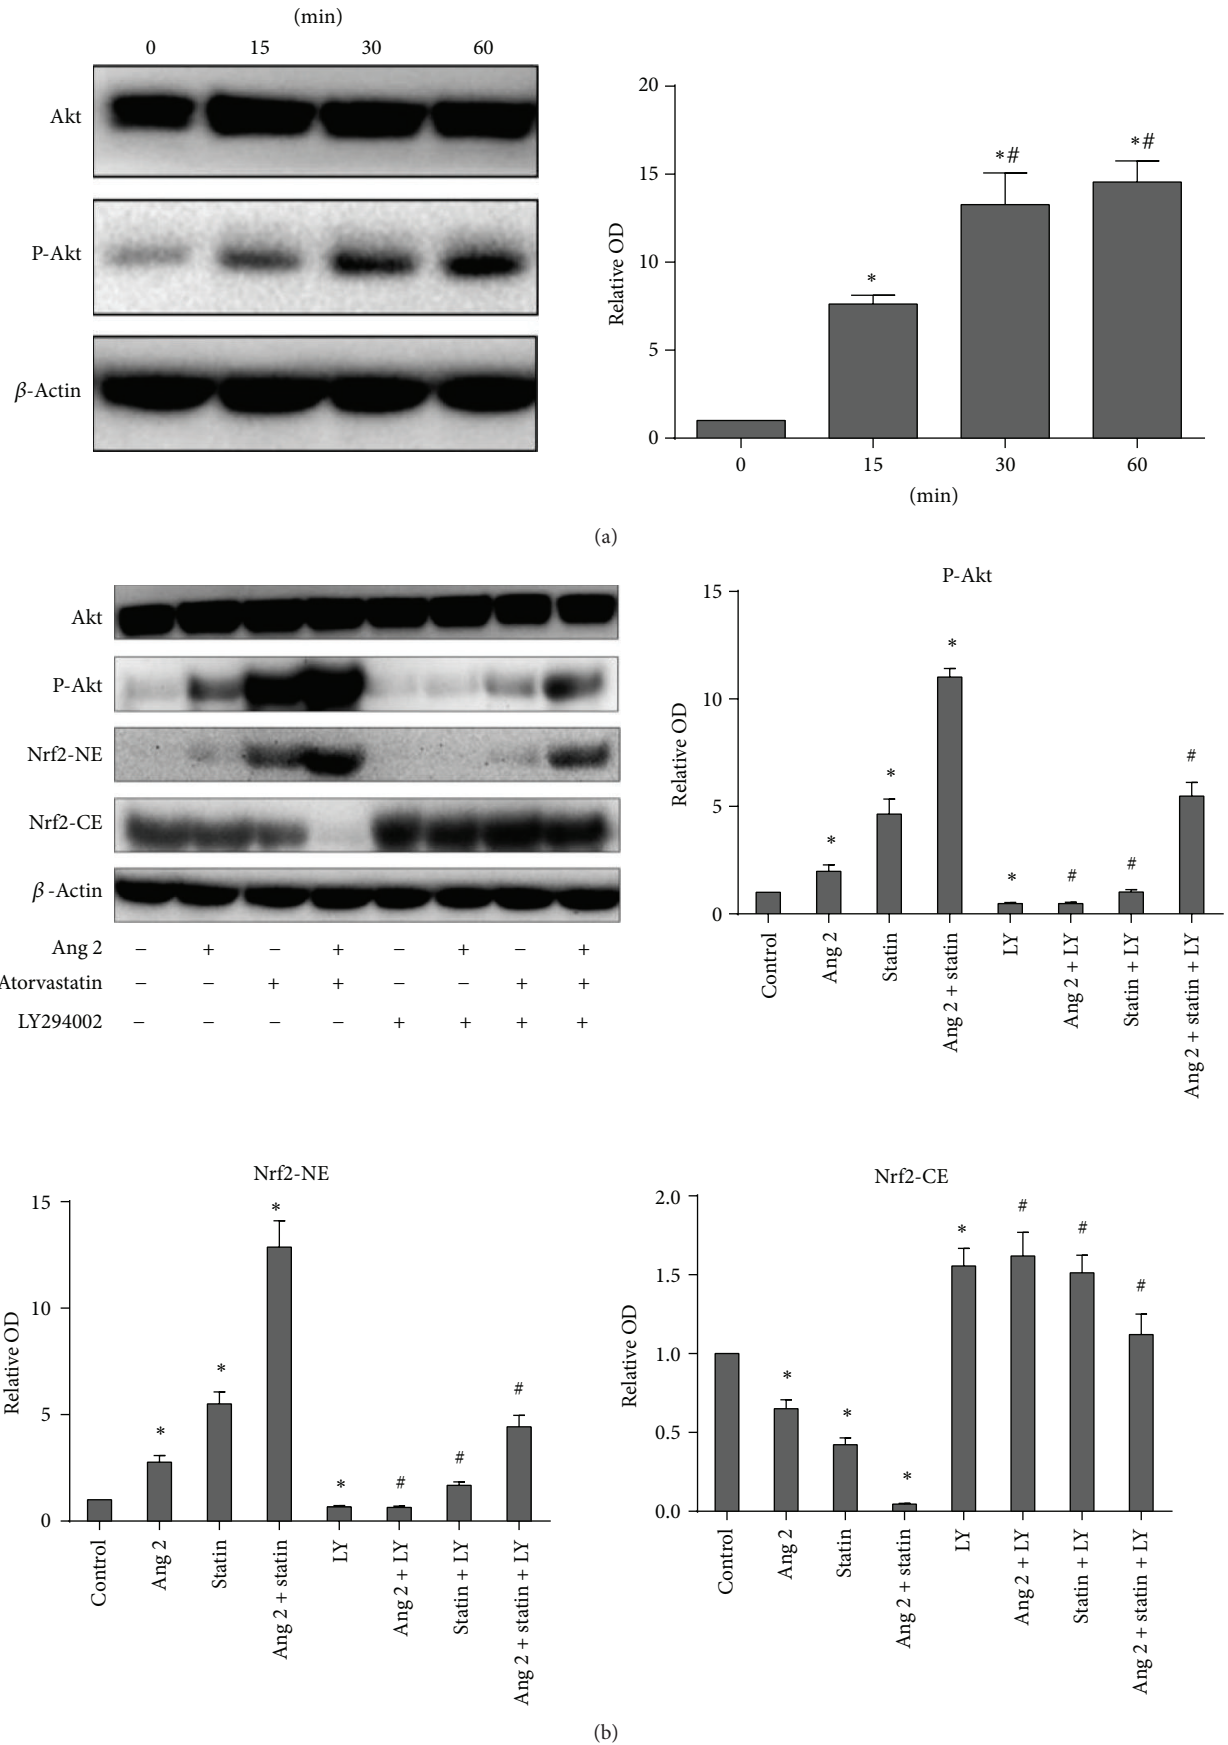 (min)
0 15 30 60
Akt
P-Akt
β-Actin
20
15
10
5
0
Relative OD
*
*#
*#
0 15 30 60
(min)
(a)
Akt
P-Akt
Nrf2-NE
Nrf2-CE
β-Actin
Ang 2 − + − + − + − +
Atorvastatin − − + + − − + +
LY294002 − − − − + + + +
P-Akt
15
10
5
0
Relative OD
* * * * # # #
Control
Ang 2
Statin
Ang 2 + statin
LY
Ang 2 + LY
Statin + LY
Ang 2 + statin + LY
Nrf2-NE
15
10
5
0
Relative OD
* * * * # # #
Control
Ang 2
Statin
Ang 2 + statin
LY
Ang 2 + LY
Statin + LY
Ang 2 + statin + LY
Nrf2-CE
2.0
1.5
1.0
0.5
0.0
Relative OD
* * * * # # #
Control
Ang 2
Statin
Ang 2 + statin
LY
Ang 2 + LY
Statin + LY
Ang 2 + statin + LY
(b)